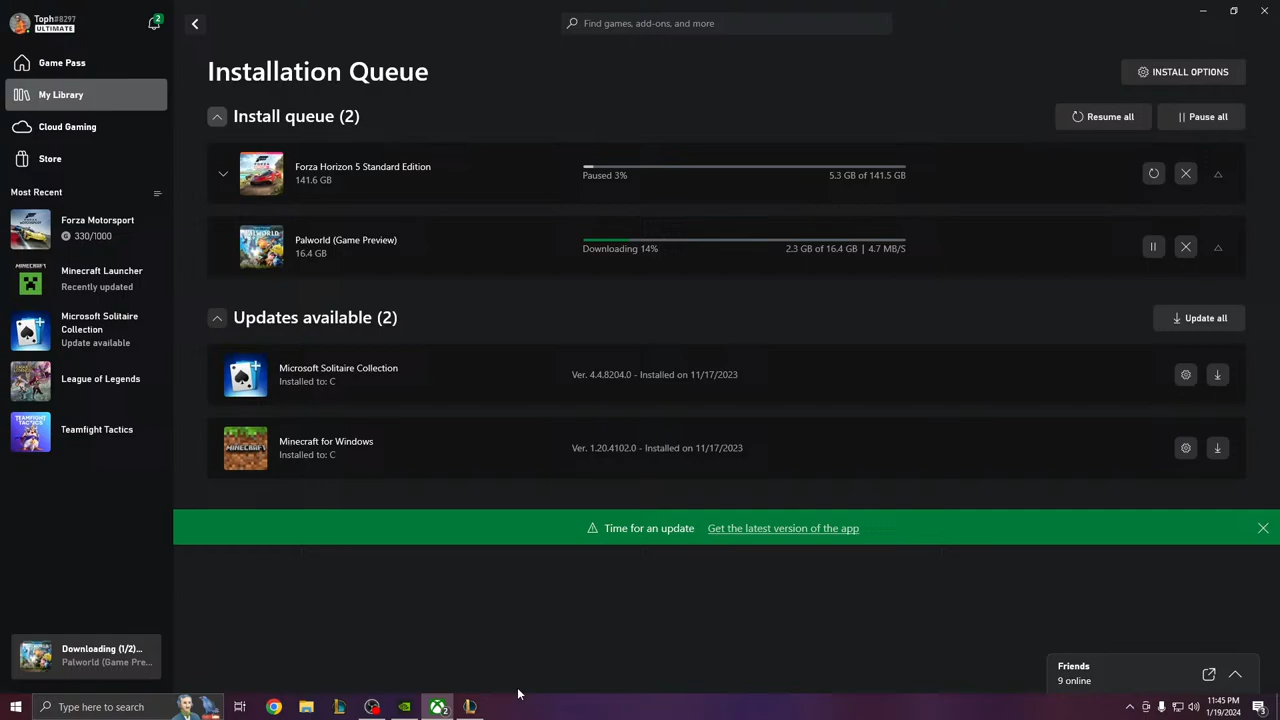 Toph#8297
ULTIMATE
2
Find games, add-ons, and more
Game Pass
My Library
Cloud Gaming
Store
Most Recent
Forza Motorsport
G 330/1000
MINECRAFT
Minecraft Launcher
Recently updated
Microsoft Solitaire
Collection
Update available
League of Legends
TEAMFIGHT
TACTICS
Teamfight Tactics
Downloading (1/2)...
Palworld (Game Pre...
Installation Queue
INSTALL OPTIONS
Install queue (2)
Resume all
Pause all
Forza Horizon 5 Standard Edition
141.6 GB
Paused 3%
5.3 GB of 141.5 GB
PALWORLD
Palworld (Game Preview)
16.4 GB
Downloading 14%
2.3 GB of 16.4 GB | 4.7 MB/S
Updates available (2)
Update all
Microsoft Solitaire Collection
Installed to: C
Ver. 4.4.8204.0 - Installed on 11/17/2023
MINECRAFT
Minecraft for Windows
Installed to: C
Ver. 1.20.4102.0 - Installed on 11/17/2023
Time for an update
Get the latest version of the app
Friends
9 online
Type here to search
2
11:45 PM
1/19/2024